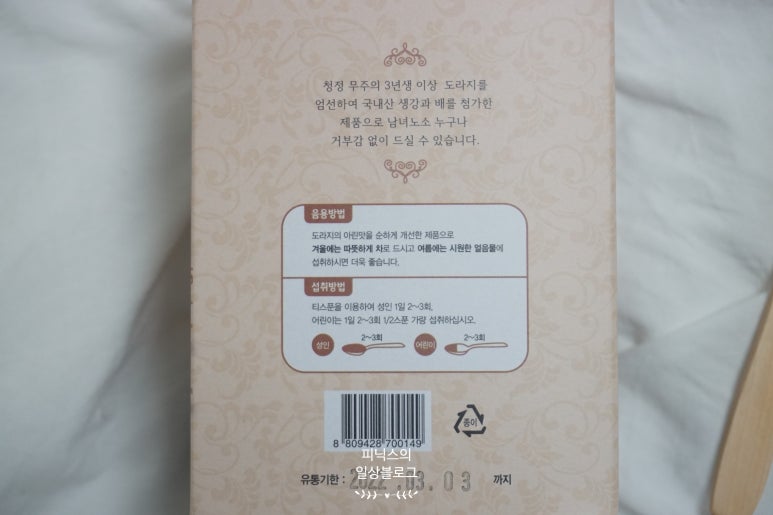 청정 무주의 3년생 이상 도라지를
엄선하여 국내산 생강과 배를 첨가한
제품으로 남녀노소 누구나
거부감 없이 드실 수 있습니다.
음용방법
도라지의 아린맛을 순하게 개선한 제품으로
겨울에는 따뜻하게 차로 드시고 여름에는 시원한 얼음물에
섭취하시면 더욱 좋습니다.
섭취방법
티스푼을 이용하여 성인 1일 2~3회,
어린이는 1일 2~3회 1/2스푼 가량 섭취하십시오.
성인 2~3회 어린이 2~3회
8 809428 700149
종이
피닉스의
일상블로그
유통기한 : 2022 .03.03 까지